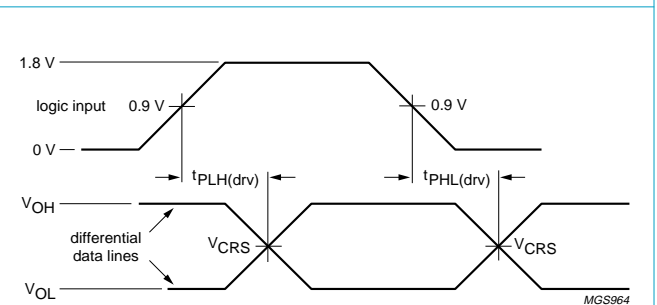 1.8 V
logic input 0.9 V 0.9 V
0 V
tPLH(drv) tPHL(drv)
VOH
differential
data lines
VCRS VCRS
VOL
MGS964